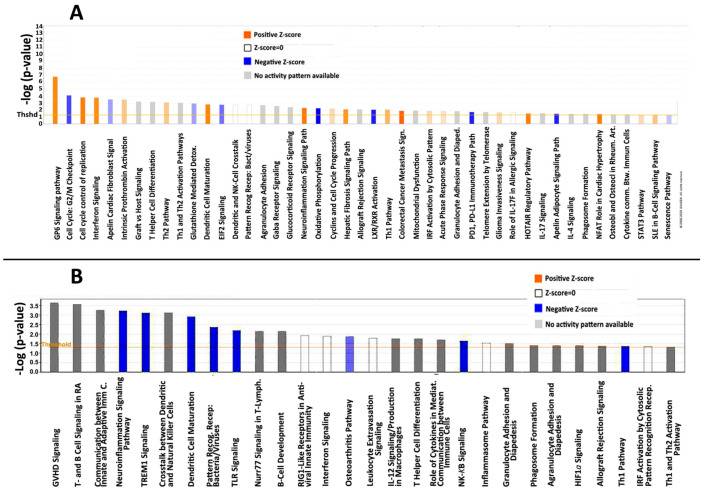 A
-log (p-value)
14
13
12
11
10
9
8
7
6
5
4
3
2
1
0
Thshd
Positive Z-score
Z-score=0
Negative Z-score
No activity pattern available
GP6 Signaling pathway
Cell Cycle: G2/M Checkpoint
Cell cycle control of replication
Interferon Signaling
Apelin Cardiac Fibroblast Signal
Intrinsic Prothrombin Activation
Graft vs Host Signaling
T Helper Cell Differentiation
Th2 Pathway
Th1 and Th2 Activation Pathways
Glutathione Mediated Detox.
Dendritic Cell Maturation
EIF2 Signaling
Dendritic and NK-Cell Crosstalk
Pattern Recog Recep: Bact/viruses
Agranulocyte Adhesion
Gaba Receptor Signaling
Glucocorticoid Receptor Signaling
Neuroinflammation Signaling Path
Oxidative Phosphorylation
Cyclins and Cell Cycle Progression
Hepatic Fibrosis Signaling Path
Allograft Rejection Signaling
LXR/RXR Activation
Th1 Pathway
Colorectal Cancer Metastasis Sign.
Mitochondrial Dysfunction
IRF Activation by Cytosolic Pattern
Acute Phase Response Signaling
Granulocyte Adhesion and Diaped.
PD1, PD-L1 Immunotherapy Path
Telomere Extension by Telomerase
Glioma Invasiveness Signaling
Role of IL-17F in Allergic Signaling
HOTAIR Regulatory Pathway
IL-17 Signaling
Apelin Adipocyte Signaling Path
IL-4 Signaling
Phagosome Formation
NFAT Role in Cardiac Hypertrophy
Osteobl and Osteocl in Rheum. Art.
Cytokine comm. Btw. Immun Cells
STAT3 Pathway
SLE in B-Cell Signaling Pathway
Senescence Pathway
B
-Log (p-value)
3.5
3.0
2.5
2.0
1.5
1.0
0.5
0.0
Threshold
Positive Z-score
Z-score=0
Negative Z-score
No activity pattern available
GVHD Signaling
T- and B Cell Signaling in RA
Communication between
Innate and Adaptive Imm C.
Neuroinflammation Signaling
Pathway
TREM1 Signaling
Crosstalk between Dendritic
and Natural Killer Cells
Dendritic Cell Maturation
Pattern Recog. Recep:
Bacteria/Viruses
TLR Signaling
Nurr77 Signaling in T-Lymph.
B-Cell Development
RIG1-Like Receptors in Anti-
viral Innate Immunity
Interferon Signaling
Osteoarthritis Pathway
Leukocyte Extravasation
Signaling
IL-12 Signaling/Production
in Macrophages
T Helper Cell Differentiation
Role of Cytokines in Mediat.
Communication between
Immune Cells
NK-κB Signaling
Inflammasome Pathway
Granulocyte Adhesion and
Diapedesis
Phagosome Formation
Agranulocyte Adhesion and
Diapedesis
HIF1α Signaling
Allograft Rejection Signaling
Th1 Pathway
IRF Activation by Cytosolic
Pattern Recognition Recep.
Th1 and Th2 Activation
Pathway